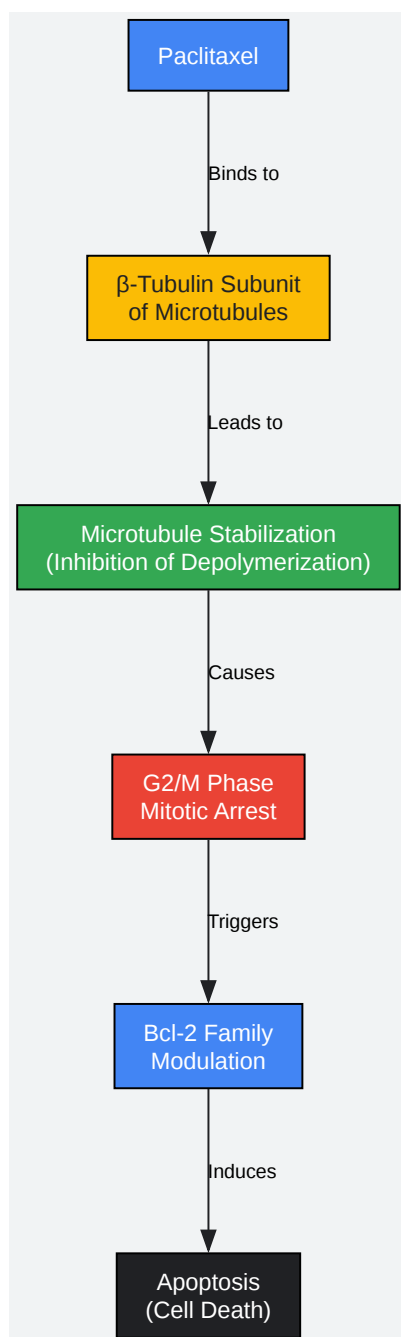 Paclitaxel
Binds to
β-Tubulin Subunit
of Microtubules
Leads to
Microtubule Stabilization
(Inhibition of Depolymerization)
Causes
G2/M Phase
Mitotic Arrest
Triggers
Bcl-2 Family
Modulation
Induces
Apoptosis
(Cell Death)